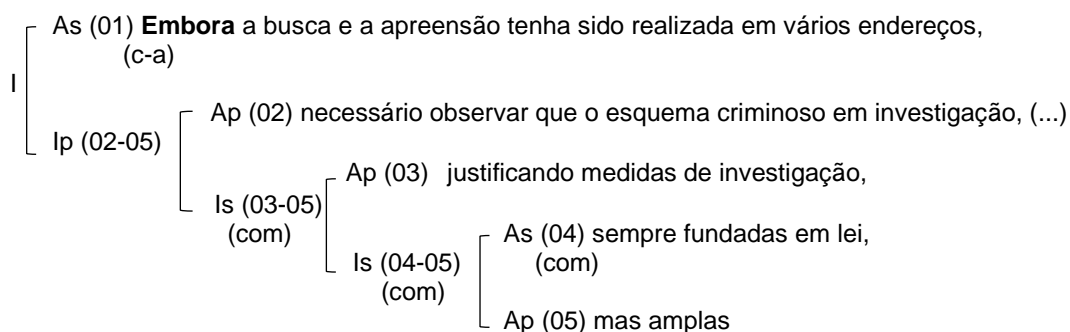 As (01) Embora a busca e a apreensão tenha sido realizada em vários endereços,
(c-a)
I
Ap (02) necessário observar que o esquema criminoso em investigação, (...)
Ip (02-05)
Ap (03) justificando medidas de investigação,
Is (03-05)
(com)
As (04) sempre fundadas em lei,
Is (04-05)
(com)
(com)
Ap (05) mas amplas